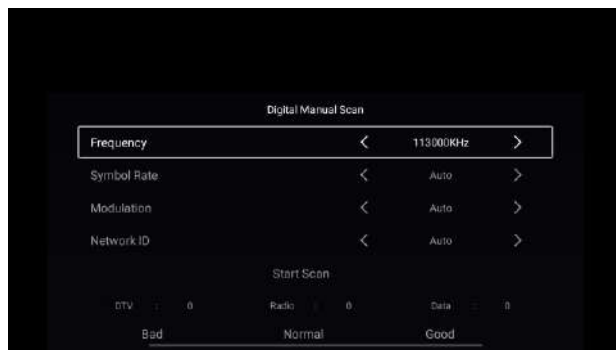 Digital Manual Scan
Frequency < 113000KHz >
Symbol Rate < Auto >
Modulation < Auto >
Network ID < Auto >
Start Scan
DTV : 0 Radio : 0 Data : 0
Bad Normal Good